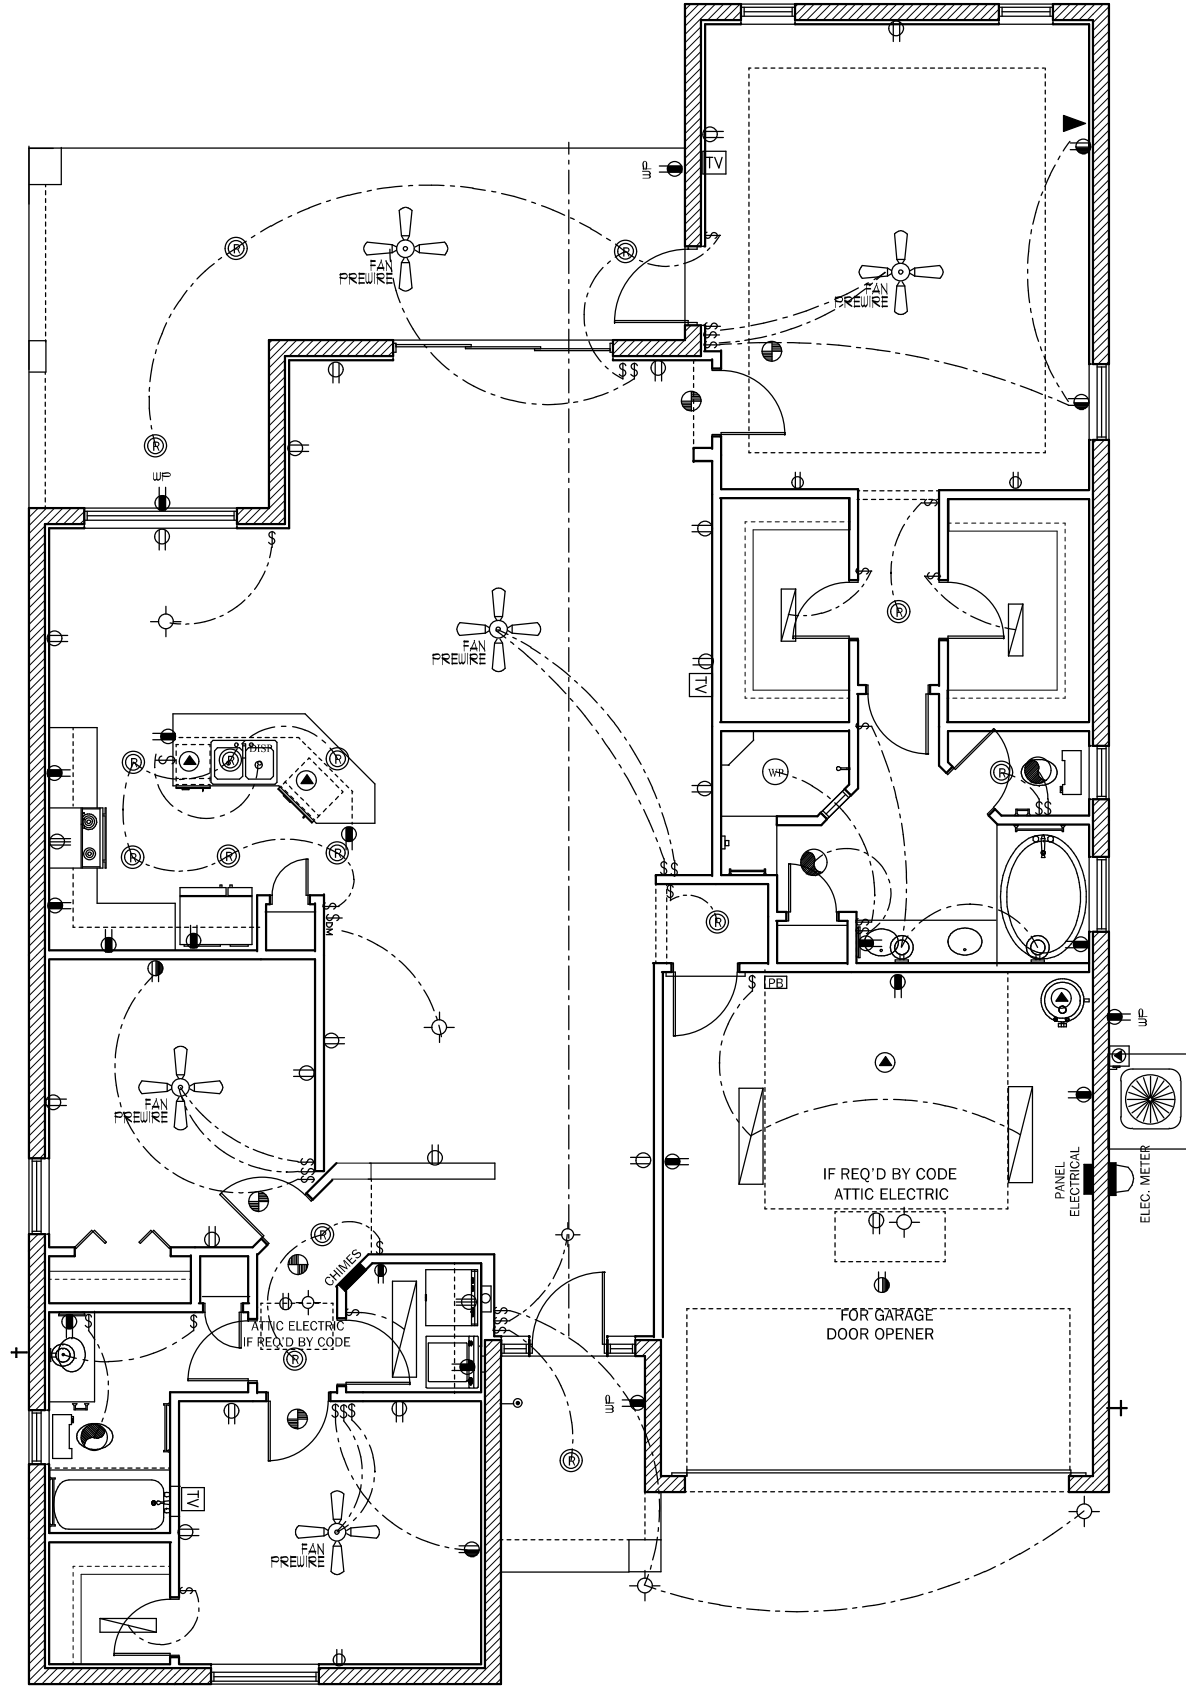 TV
WP
R
R
FAN
PREWIRE
FAN
PREWIRE
$
$
$
$
$
$ $
R
WP
$
$
$
$
R
FAN
PREWIRE
TV
$
R
$
R
DISP
R
WP
R
$ $
R
R
R
$ $
$
$
$
DM
R
$
$
$ PB
WP
FAN
PREWIRE
$
$
$
PANEL
ELECTRICAL
ELEC. METER
IF REQ'D BY CODE
ATTIC ELECTRIC
R
$
CHIMES
FOR GARAGE
DOOR OPENER
ATTIC ELECTRIC
IF REQ'D BY CODE
$
$
$
$
$
$
R
WP
$$$
R
TV
FAN
PREWIRE
$